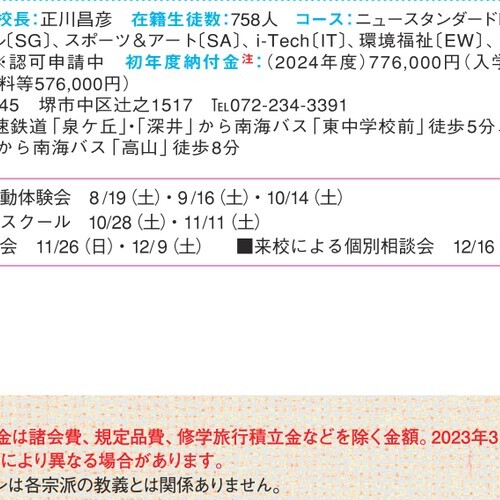 校長：正川昌彦　在籍生徒数：758人　コース：ニュースタンダード
ル〔SG〕、スポーツ＆アート〔SA〕、i-Tech〔IT〕、環境福祉〔EW〕、
※認可申請中　初年度納付金注：（2024年度）776,000円（入学
料等576,000円）
45　堺市中区辻之1517　℡072-234-3391
速鉄道「泉ケ丘」・「深井」から南海バス「東中学校前」徒歩5分、
から南海バス「高山」徒歩8分
動体験会　8/19（土）・9/16（土）・10/14（土）
スクール　10/28（土）・11/11（土）
会　11/26（日）・12/9（土）　■来校による個別相談会　12/16
金は諸会費、規定品費、修学旅行積立金などを除く金額。2023年3
により異なる場合があります。
ンは各宗派の教義とは関係ありません。